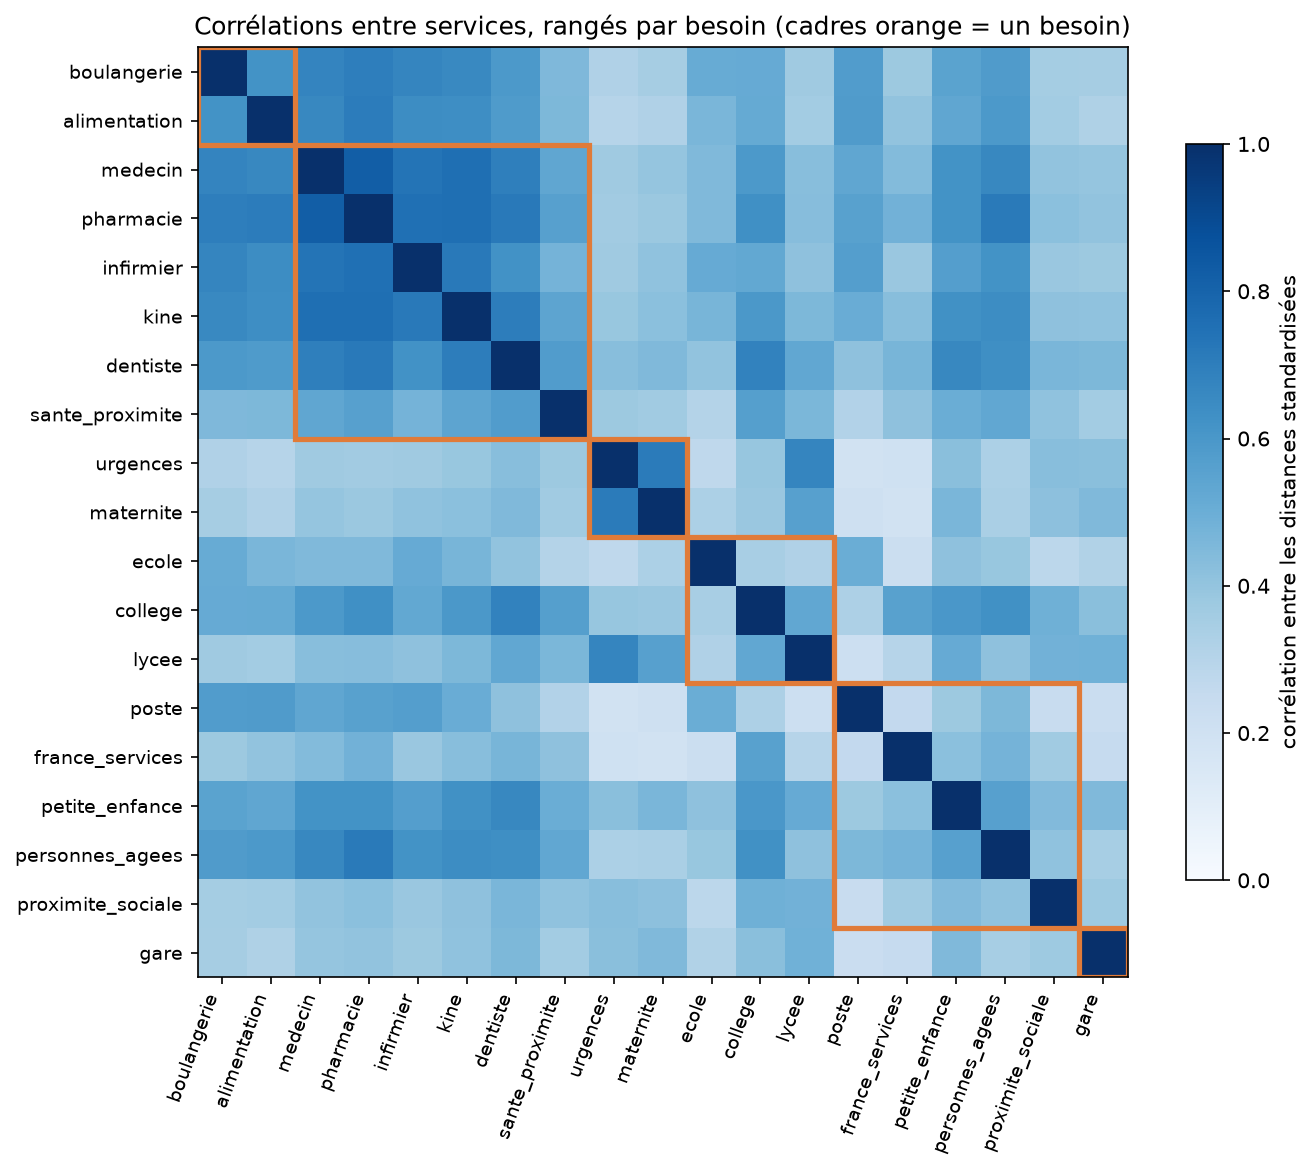 Corrélations entre services, rangés par besoin (cadres orange = un besoin)
boulangerie
alimentation
medecin
pharmacie
infirmier
kine
dentiste
sante_proximite
urgences
maternite
ecole
college
lycee
poste
france_services
petite_enfance
personnes_agees
proximite_sociale
gare
boulangerie
alimentation
medecin
pharmacie
infirmier
kine
dentiste
sante_proximite
urgences
maternite
ecole
college
lycee
poste
france_services
petite_enfance
personnes_agees
proximite_sociale
gare
1.0
0.8
0.6
0.4
0.2
0.0
corrélation entre les distances standardisées